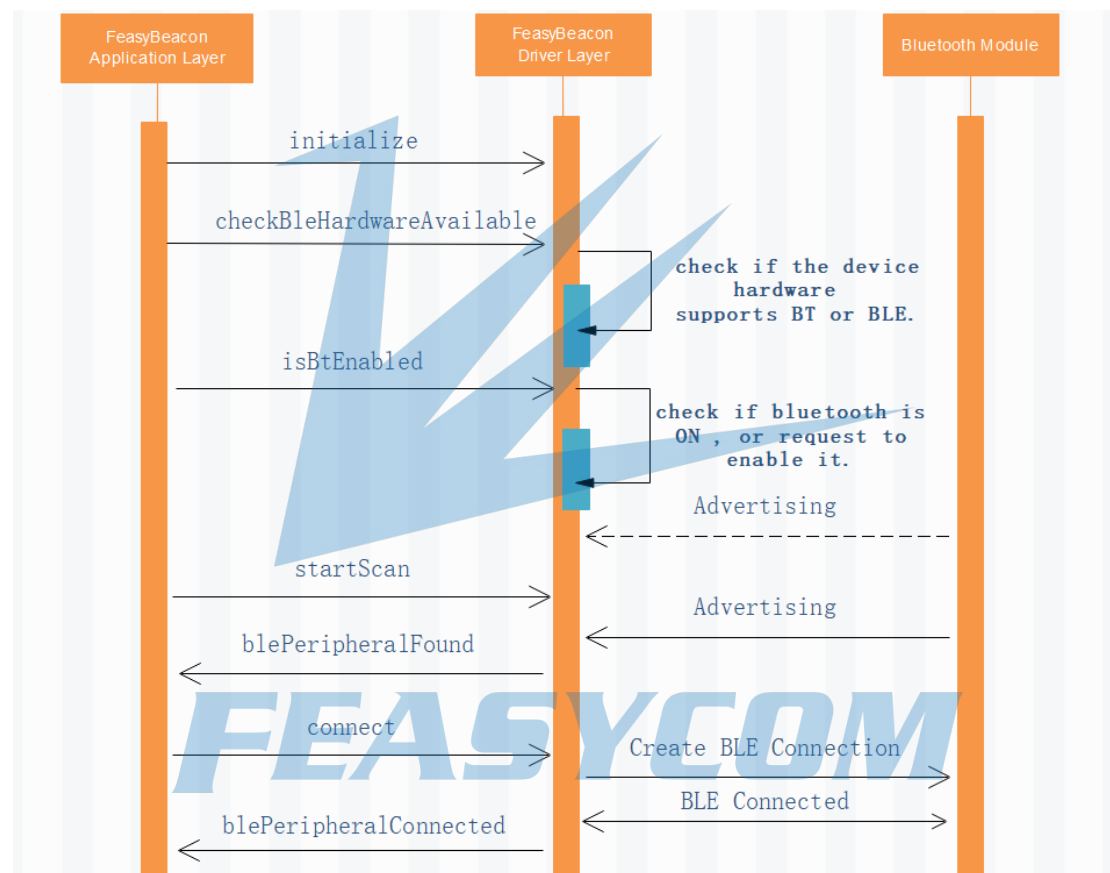 FeasyBeacon
Application Layer
FeasyBeacon
Driver Layer
Bluetooth Module
initialize
checkBleHardwareAvailable
check if the device
hardware
supports BT or BLE.
isBtEnabled
check if bluetooth is
ON , or request to
enable it.
Advertising
startScan
Advertising
blePeripheralFound
FEASYCOM
connect
Create BLE Connection
BLE Connected
blePeripheralConnected